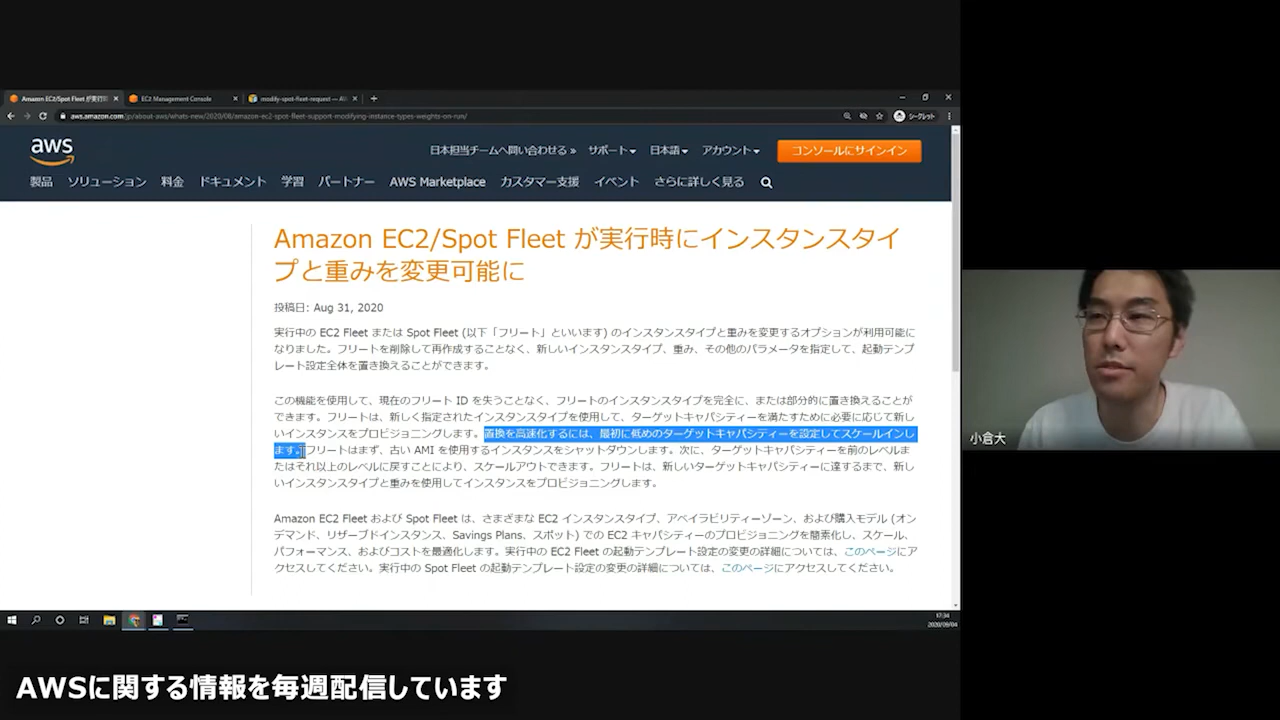 Amazon EC2/Spot Fleet が実行時
EC2 Management Console
modify-spot-fleet-request — AW
aws.amazon.com/jp/about-aws/whats-new/2020/08/amazon-ec2-spot-fleet-support-modifying-instance-types-weights-on-run/
シークレット
aws
日本担当チームへ問い合わせる »
サポート
日本語
アカウント
コンソールにサインイン
製品
ソリューション
料金
ドキュメント
学習
パートナー
AWS Marketplace
カスタマー支援
イベント
さらに詳しく見る
Amazon EC2/Spot Fleet が実行時にインスタンスタイ
プと重みを変更可能に
投稿日: Aug 31, 2020
実行中の EC2 Fleet または Spot Fleet (以下「フリート」といいます) のインスタンスタイプと重みを変更するオプションが利用可能に
なりました。フリートを削除して再作成することなく、新しいインスタンスタイプ、重み、その他のパラメータを指定して、起動テンプ
レート設定全体を置き換えることができます。
この機能を使用して、現在のフリート ID を失うことなく、フリートのインスタンスタイプを完全に、または部分的に置き換えることが
できます。フリートは、新しく指定されたインスタンスタイプを使用して、ターゲットキャパシティーを満たすために必要に応じて新し
いインスタンスをプロビジョニングします。置換を高速化するには、最初に低めのターゲットキャパシティーを設定してスケールインし
ます。フリートはまず、古い AMI を使用するインスタンスをシャットダウンします。次に、ターゲットキャパシティーを前のレベルま
たはそれ以上のレベルに戻すことにより、スケールアウトできます。フリートは、新しいターゲットキャパシティーに達するまで、新し
いインスタンスタイプと重みを使用してインスタンスをプロビジョニングします。
Amazon EC2 Fleet および Spot Fleet は、さまざまな EC2 インスタンスタイプ、アベイラビリティーゾーン、および購入モデル (オン
デマンド、リザーブドインスタンス、Savings Plans、スポット) での EC2 キャパシティーのプロビジョニングを簡素化し、スケール、
パフォーマンス、およびコストを最適化します。実行中の EC2 Fleet の起動テンプレート設定の変更の詳細については、このページにア
クセスしてください。実行中の Spot Fleet の起動テンプレート設定の変更の詳細については、このページにアクセスしてください。
17:34
2020/09/04
小倉大
AWSに関する情報を毎週配信しています